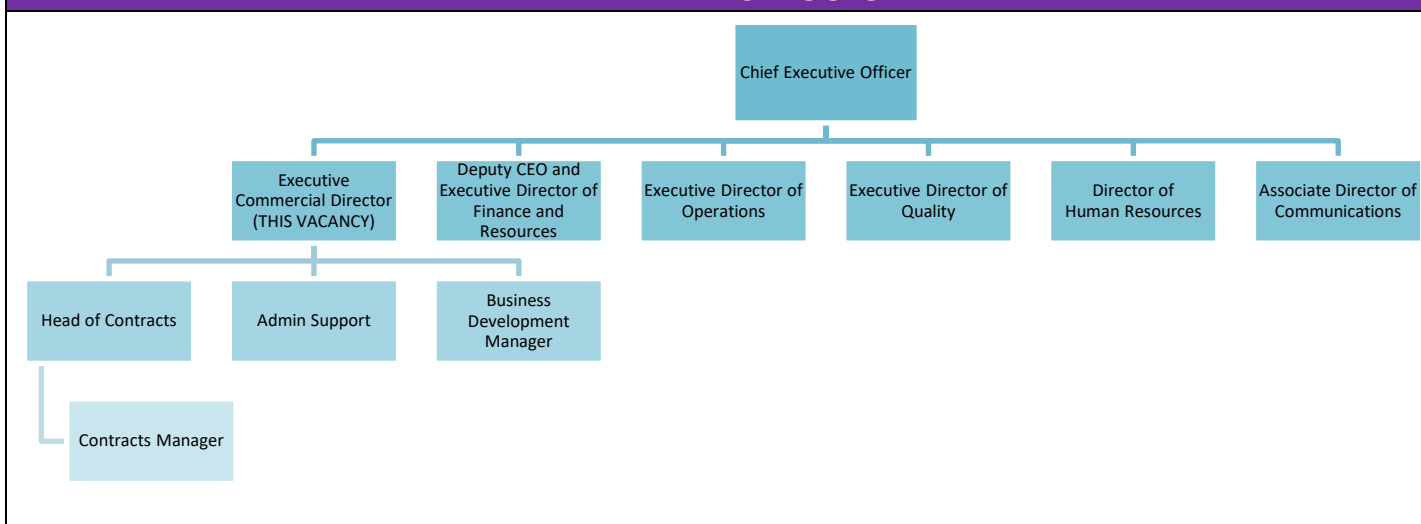 Chief Executive Officer
Executive
Commercial Director
(THIS VACANCY)
Deputy CEO and
Executive Director of
Finance and
Resources
Executive Director of
Operations
Executive Director of
Quality
Director of
Human Resources
Associate Director of
Communications
Head of Contracts
Admin Support
Business
Development
Manager
Contracts Manager